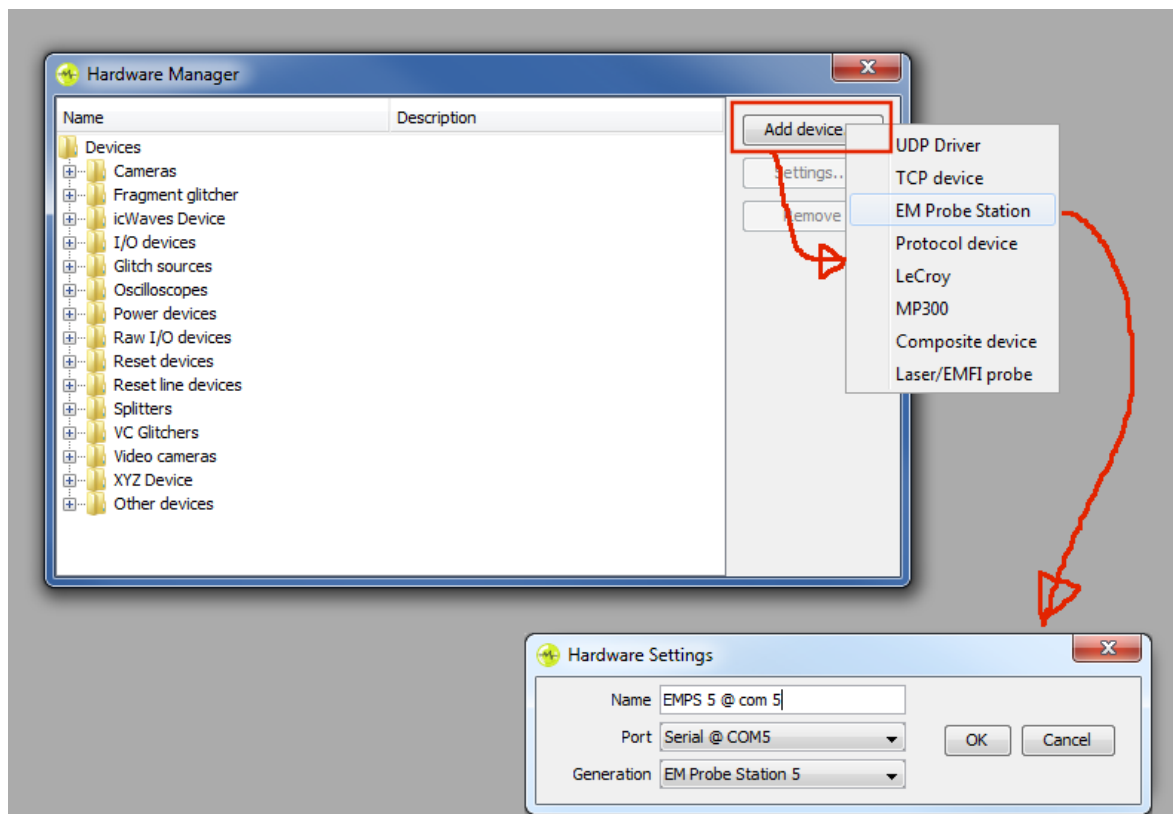 Hardware Manager
Name Description
Devices
Cameras
Fragment glitcher
icWaves Device
I/O devices
Glitch sources
Oscilloscopes
Power devices
Raw I/O devices
Reset devices
Reset line devices
Splitters
VC Glitchers
Video cameras
XYZ Device
Other devices
Add device
Settings..
Remove
UDP Driver
TCP device
EM Probe Station
Protocol device
LeCroy
MP300
Composite device
Laser/EMFI probe
Hardware Settings
Name EMPS 5 @ com 5
Port Serial @ COM5
Generation EM Probe Station 5
OK Cancel